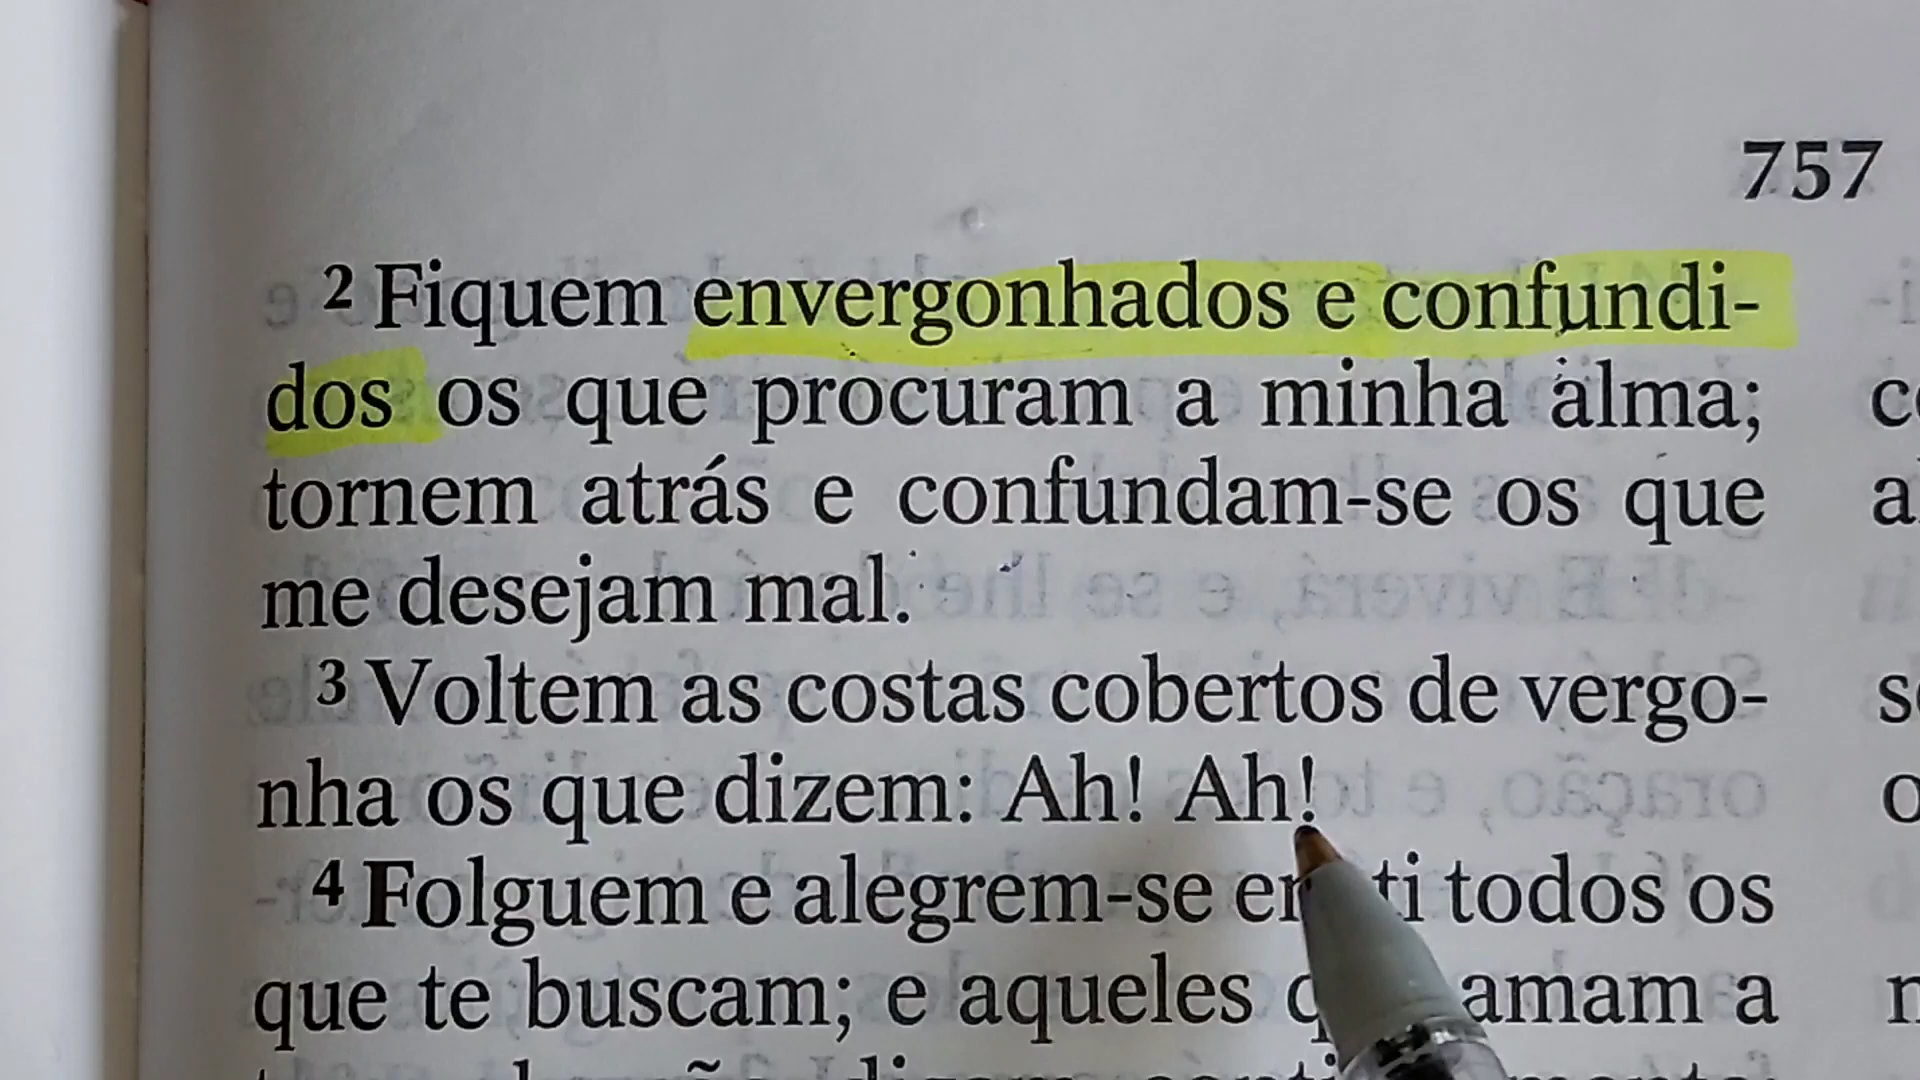 757
2 Fiquem envergonhados e confundi-
dos os que procuram a minha alma;
tornem atrás e confundam-se os que
me desejam mal.
3 Voltem as costas cobertos de vergo-
nha os que dizem: Ah! Ah!
4 Folguem e alegrem-se ti todos os
que te buscam; e aqueles amam a